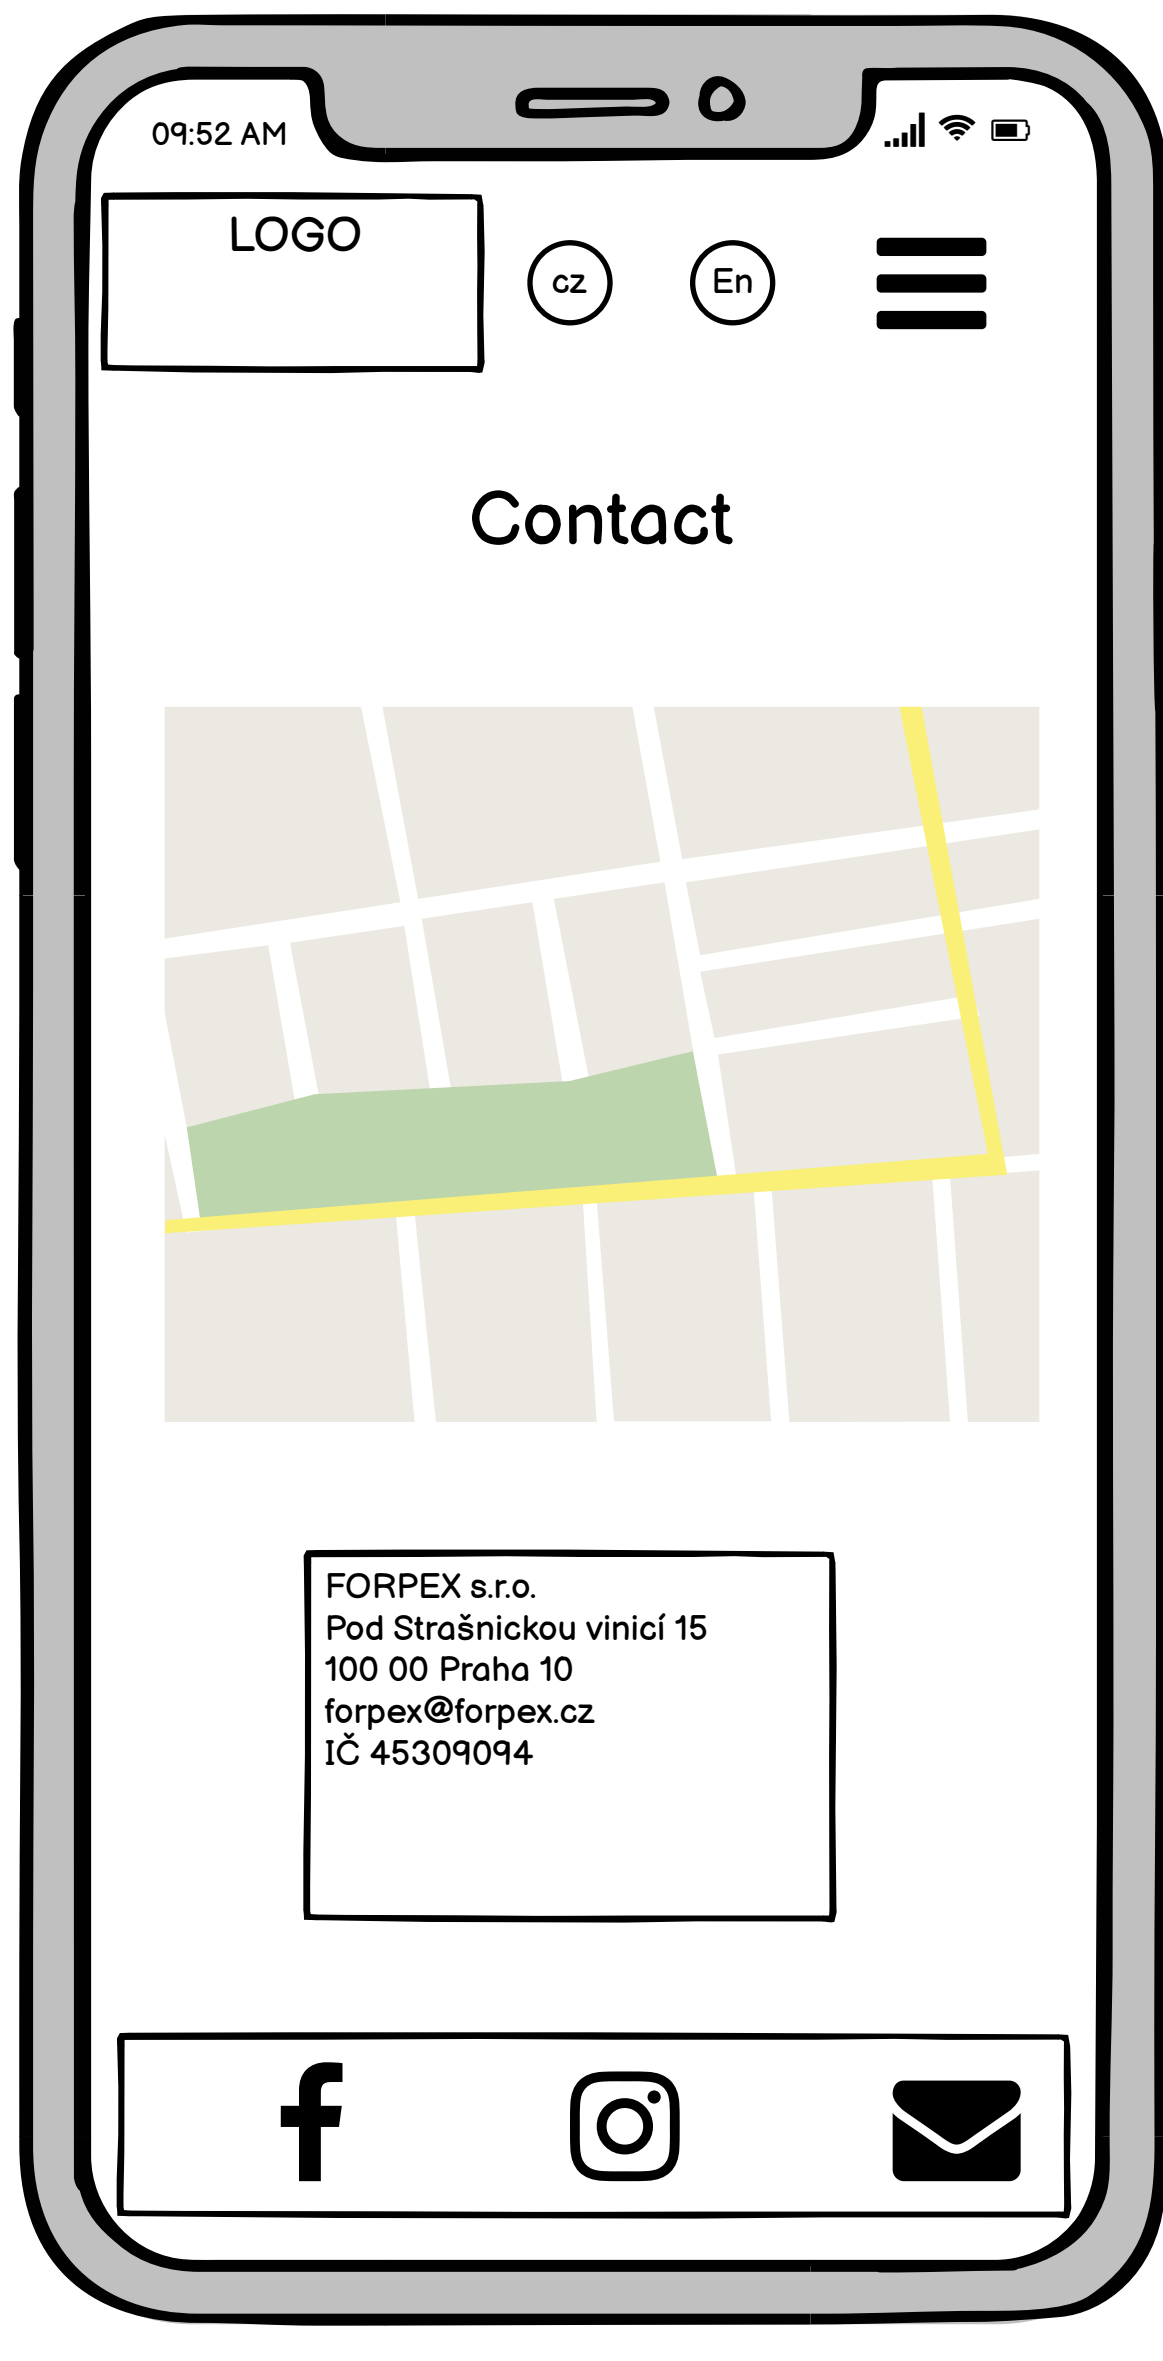 09:52 AM
LOGO
cz
En
Contact
FORPEX s.r.o.
Pod Strašnickou vinicí 15
100 00 Praha 10
forpex@forpex.cz
IČ 45309094